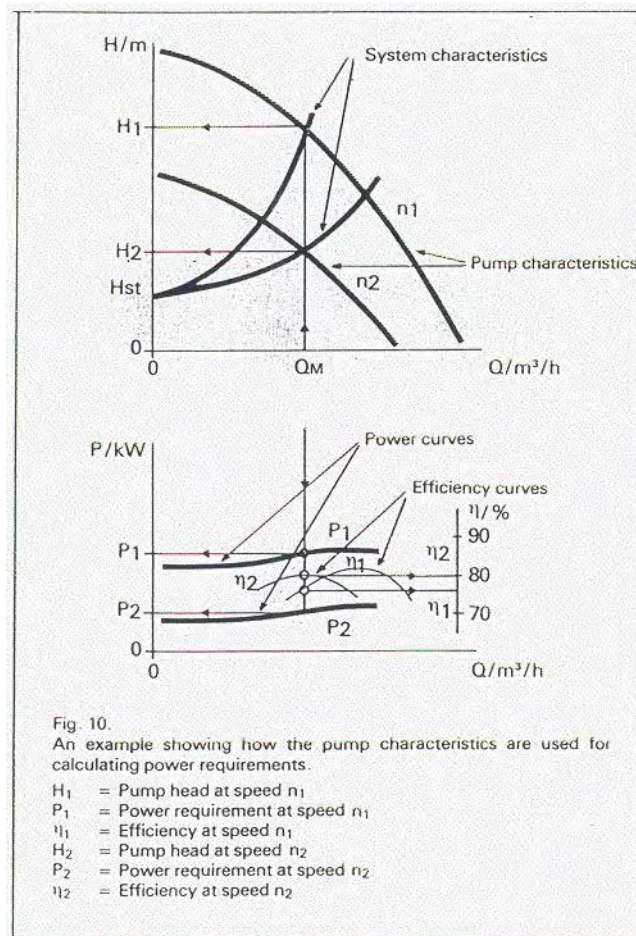 H/m
System characteristics
H1
n1
H2
Pump characteristics
n2
Hst
0
0
QM
Q/m³/h
P/kW
Power curves
Efficiency curves
η/%
90
P1
P1
η1
η2
η2
80
P2
η1
70
P2
0
0
Q/m³/h
Fig. 10.
An example showing how the pump characteristics are used for
calculating power requirements.
H1 = Pump head at speed n1
P1 = Power requirement at speed n1
η1 = Efficiency at speed n1
H2 = Pump head at speed n2
P2 = Power requirement at speed n2
η2 = Efficiency at speed n2